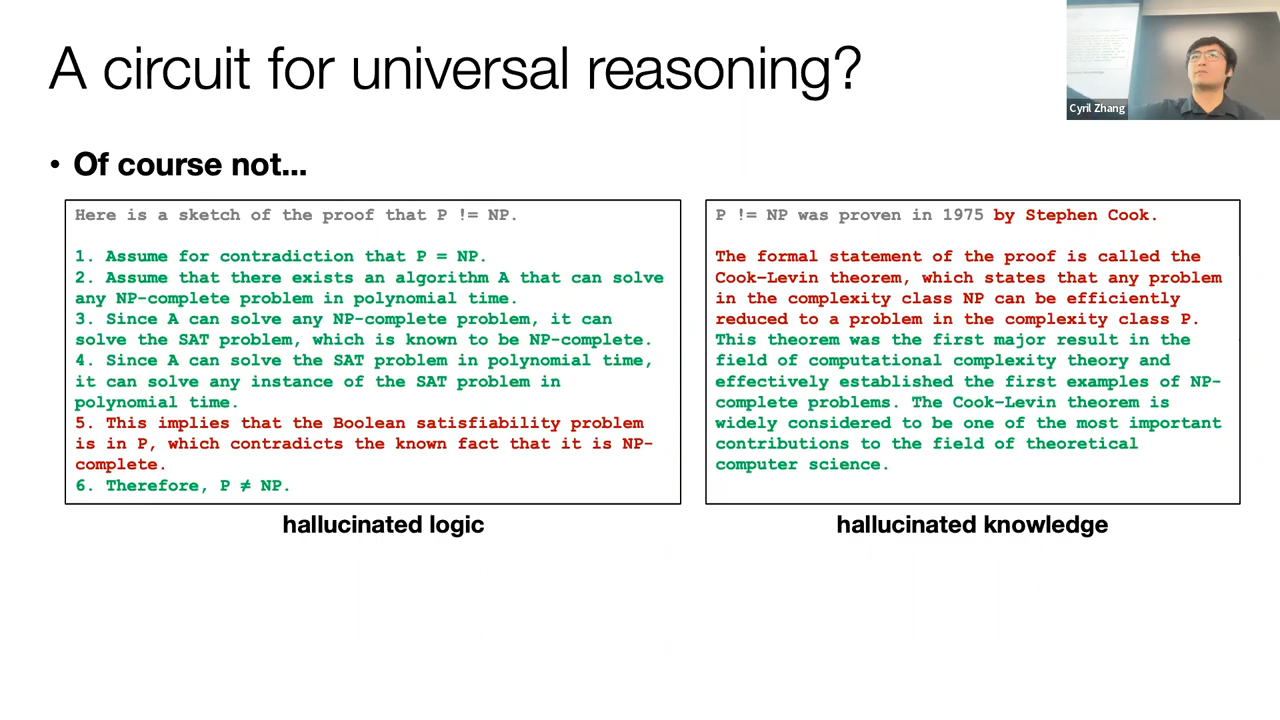 A circuit for universal reasoning?
Cyril Zhang
• Of course not...
Here is a sketch of the proof that P != NP.
1. Assume for contradiction that P = NP.
2. Assume that there exists an algorithm A that can solve
any NP-complete problem in polynomial time.
3. Since A can solve any NP-complete problem, it can
solve the SAT problem, which is known to be NP-complete.
4. Since A can solve the SAT problem in polynomial time,
it can solve any instance of the SAT problem in
polynomial time.
5. This implies that the Boolean satisfiability problem
is in P, which contradicts the known fact that it is NP-
complete.
6. Therefore, P ≠ NP.
hallucinated logic
P != NP was proven in 1975 by Stephen Cook.
The formal statement of the proof is called the
Cook–Levin theorem, which states that any problem
in the complexity class NP can be efficiently
reduced to a problem in the complexity class P.
This theorem was the first major result in the
field of computational complexity theory and
effectively established the first examples of NP-
complete problems. The Cook–Levin theorem is
widely considered to be one of the most important
contributions to the field of theoretical
computer science.
hallucinated knowledge